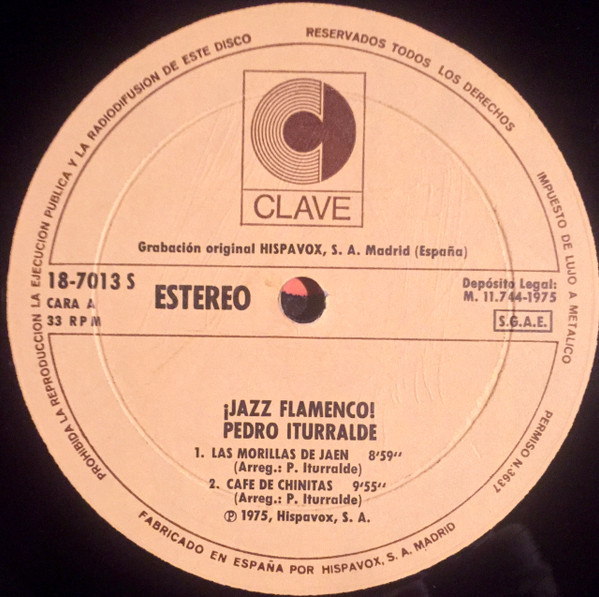 PROHIBIDA LA REPRODUCCION LA EJECUCION PUBLICA Y LA RADIODIFUSION DE ESTE DISCO
RESERVADOS TODOS LOS DERECHOS
IMPUESTO DE LUJO A METALICO
PERMISO N.3637
CLAVE
Grabación original HISPAVOX, S. A. Madrid (España)
18-7013 S
CARA A
33 RPM
ESTEREO
Depósito Legal:
M. 11.744-1975
S.G.A.E.
¡JAZZ FLAMENCO!
PEDRO ITURRALDE
1. LAS MORILLAS DE JAEN 8'59"
(Arreg.: P. Iturralde)
2. CAFE DE CHINITAS 9'55"
(Arreg.: P. Iturralde)
Ⓟ 1975, Hispavox, S. A.
FABRICADO EN ESPAÑA POR HISPAVOX, S. A. MADRID